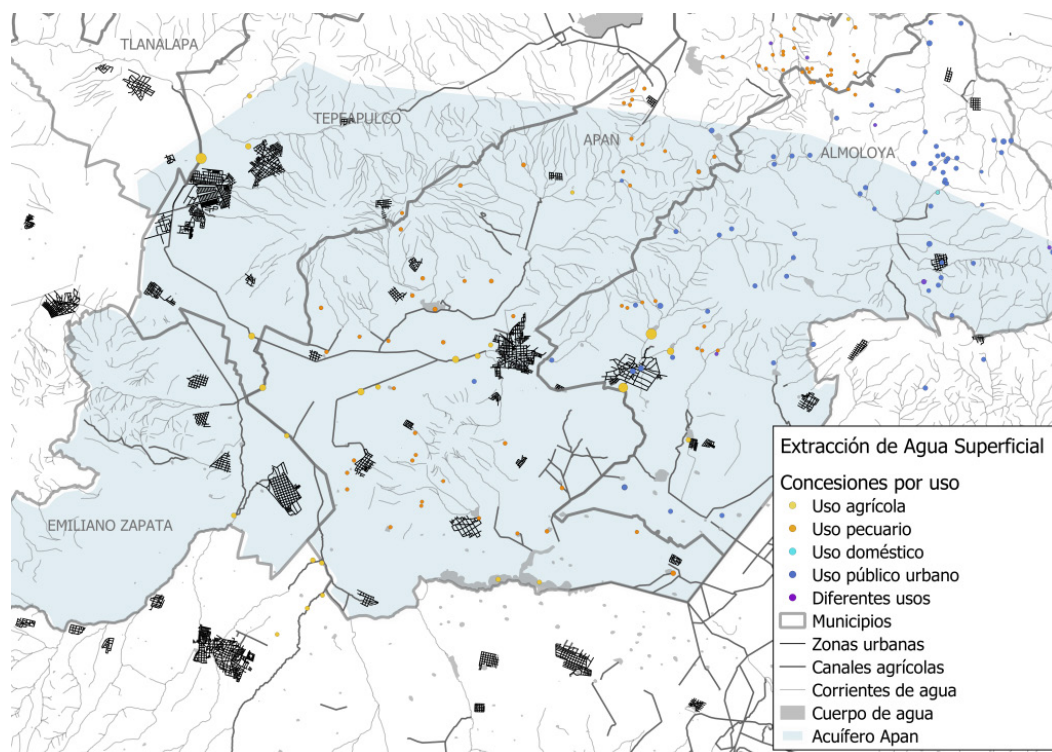 TLANALAPA
TEPEAPULCO
APAN
ALMOLOYA
EMILIANO ZAPATA
Extracción de Agua Superficial
Concesiones por uso
Uso agrícola
Uso pecuario
Uso doméstico
Uso público urbano
Diferentes usos
Municipios
Zonas urbanas
Canales agrícolas
Corrientes de agua
Cuerpo de agua
Acuífero Apan